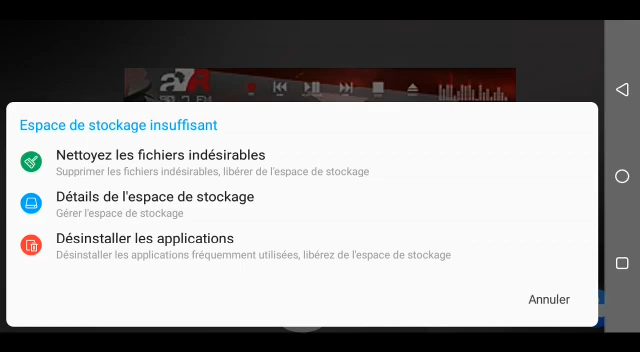 Espace de stockage insuffisant
Nettoyez les fichiers indésirables
Supprimer les fichiers indésirables, libérer de l'espace de stockage
Détails de l'espace de stockage
Gérer l'espace de stockage
Désinstaller les applications
Désinstaller les applications fréquemment utilisées, libérez de l'espace de stockage
Annuler